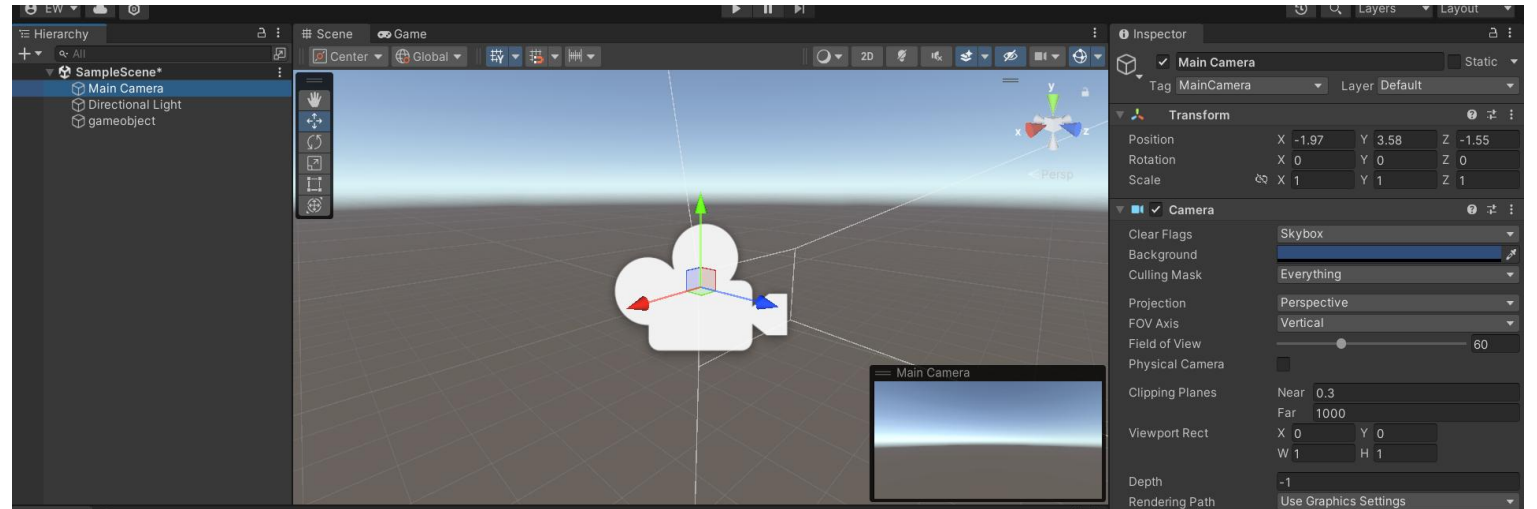 EW
Layers
Layout
Hierarchy
All
SampleScene*
Main Camera
Directional Light
gameobject
Scene
Game
Center
Global
2D
y
x
z
Persp
Main Camera
Inspector
Main Camera
Static
Tag MainCamera Layer Default
Transform
Position X -1.97 Y 3.58 Z -1.55
Rotation X 0 Y 0 Z 0
Scale X 1 Y 1 Z 1
Camera
Clear Flags Skybox
Background
Culling Mask Everything
Projection Perspective
FOV Axis Vertical
Field of View 60
Physical Camera
Clipping Planes Near 0.3
Far 1000
Viewport Rect X 0 Y 0
W 1 H 1
Depth -1
Rendering Path Use Graphics Settings